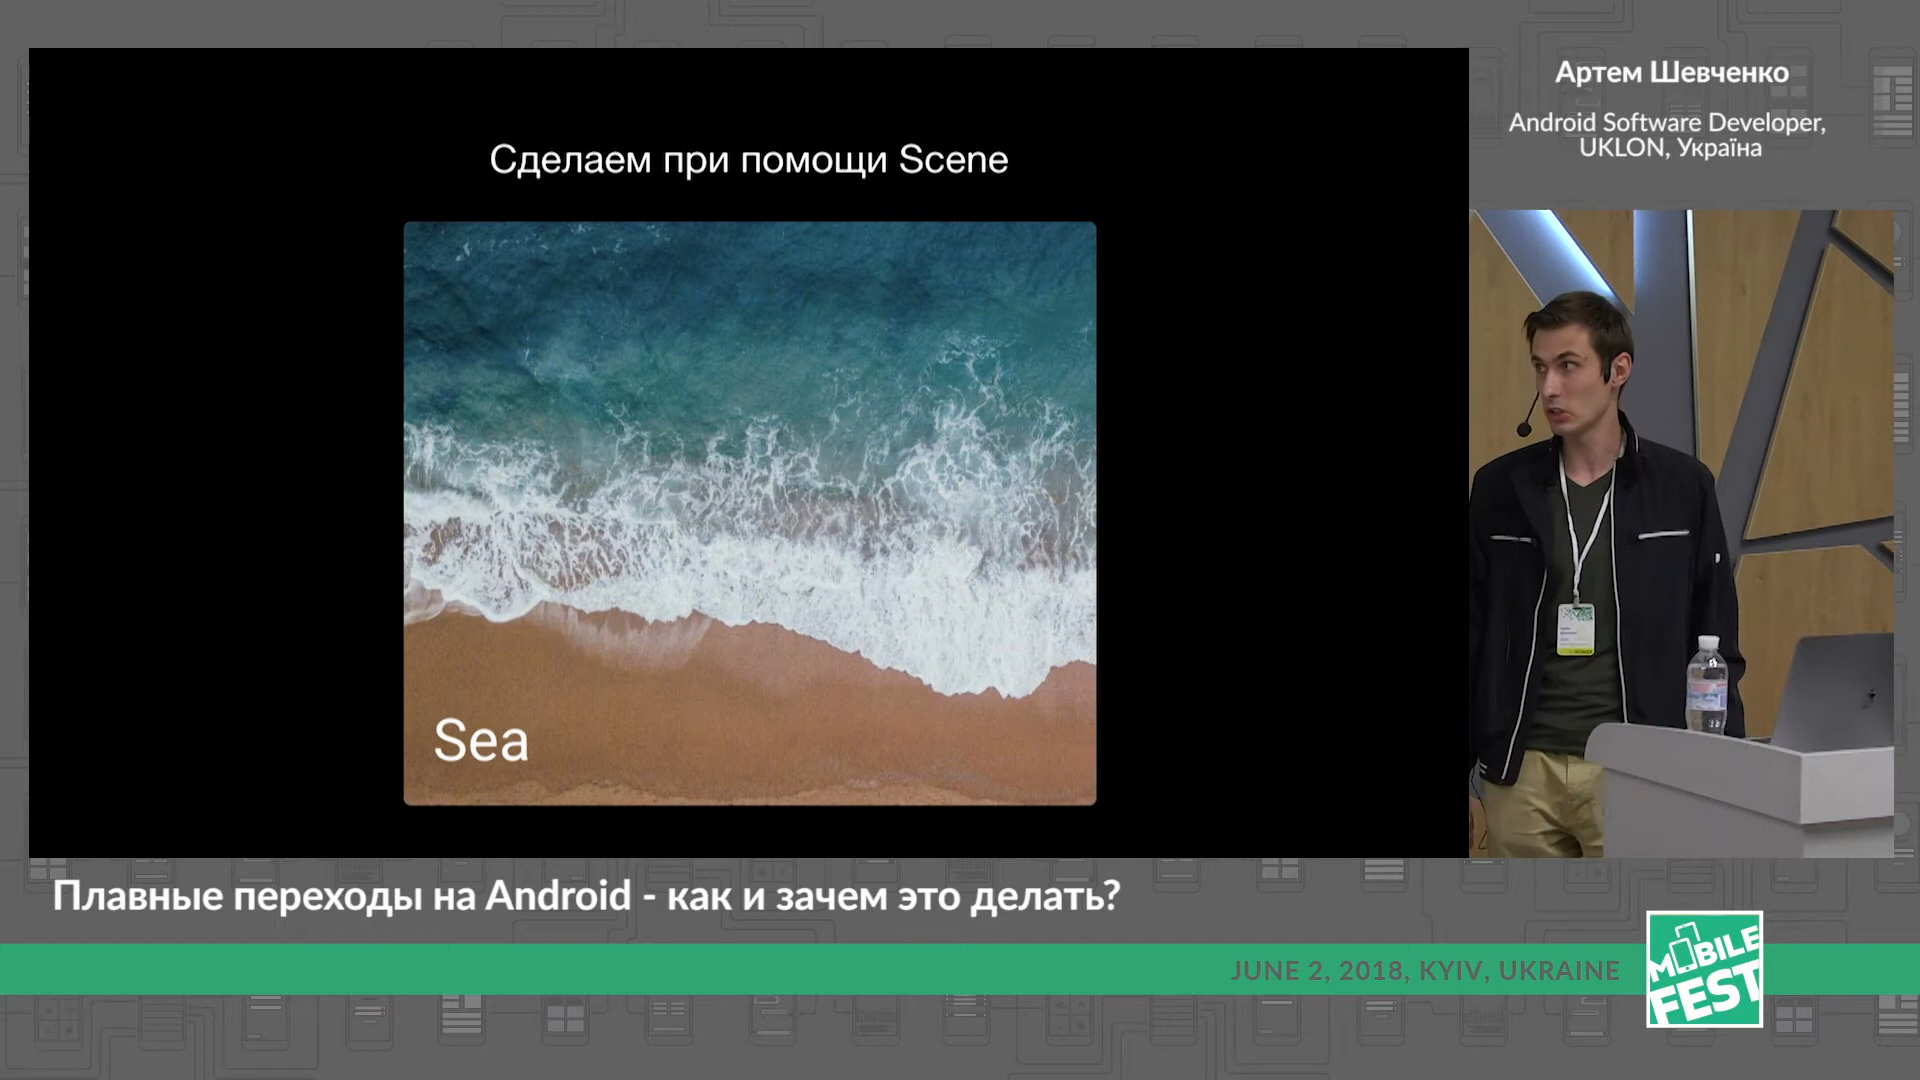 Артем Шевченко
Android Software Developer,
UKLON, Україна
Сделаем при помощи Scene
Sea
Плавные переходы на Android - как и зачем это делать?
JUNE 2, 2018, KYIV, UKRAINE
MOBILE
FEST